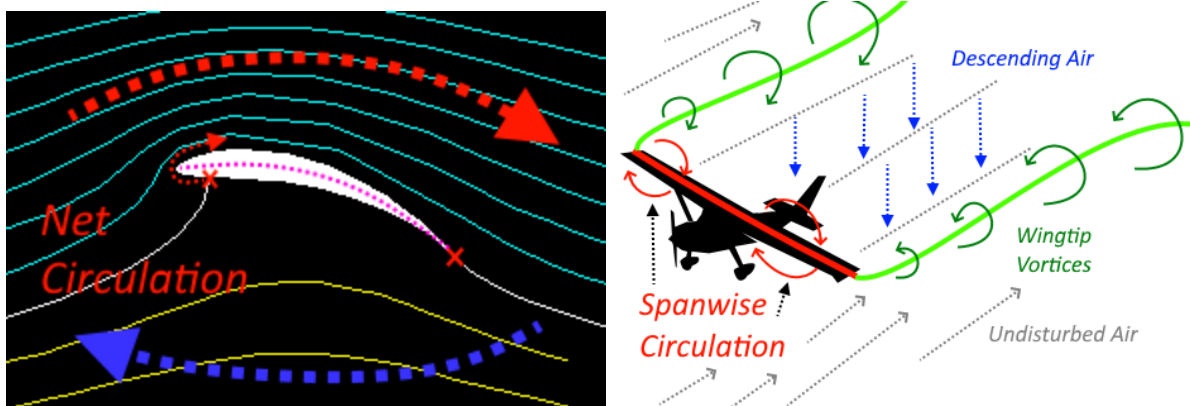 Net
Circulation
Descending Air
Wingtip
Vortices
Spanwise
Circulation
Undisturbed Air